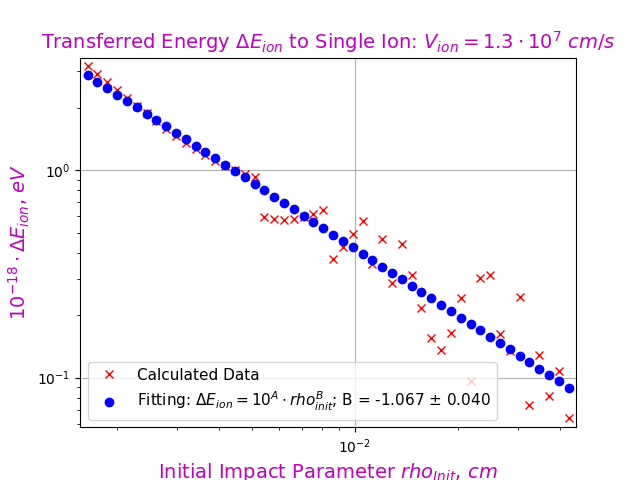 Transferred Energy ΔE_ion to Single Ion: V_ion = 1.3 · 10^7 cm/s
10^-18 · ΔE_ion, eV
10^0
10^-1
Calculated Data
Fitting: ΔE_ion = 10^A · rho_init^B; B = -1.067 ± 0.040
10^-2
Initial Impact Parameter rho_Init, cm